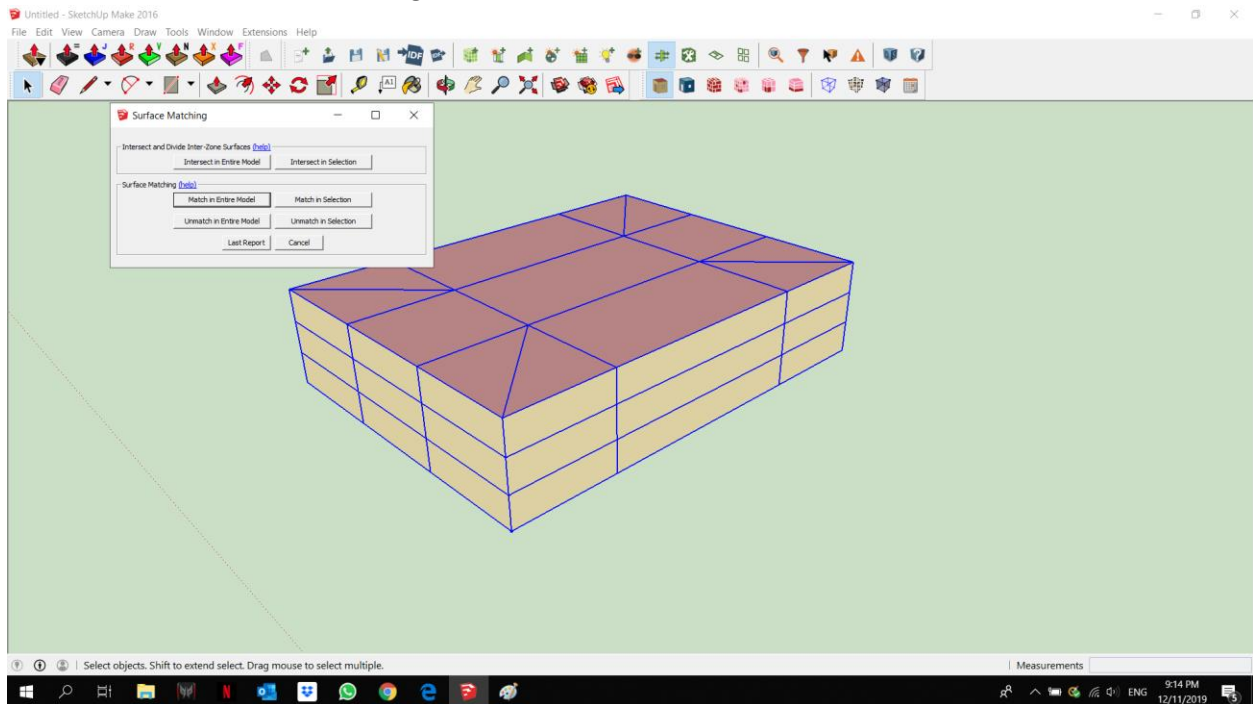 Untitled - SketchUp Make 2016
File Edit View Camera Draw Tools Window Extensions Help
Surface Matching
Intersect and Divide Inter-Zone Surfaces (help)
Intersect in Entire Model Intersect in Selection
Surface Matching (help)
Match in Entire Model Match in Selection
Unmatch in Entire Model Unmatch in Selection
Last Report Cancel
Select objects. Shift to extend select. Drag mouse to select multiple.
Measurements
ENG
9:14 PM
12/11/2019